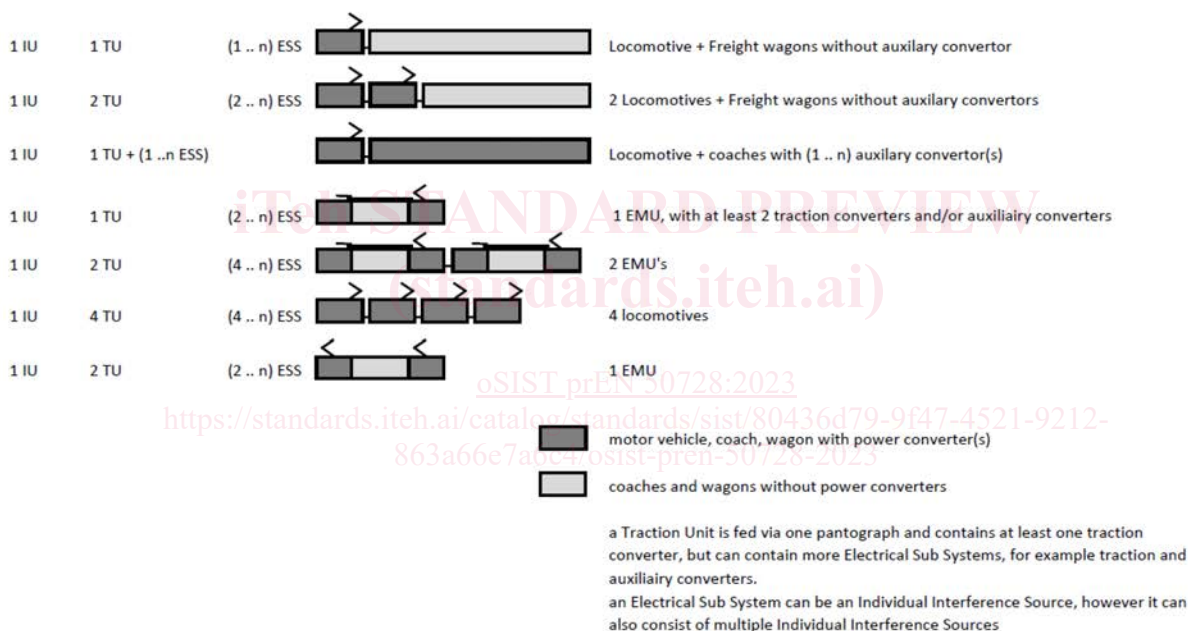 1 IU 1 TU (1 .. n) ESS Locomotive + Freight wagons without auxilary convertor
1 IU 2 TU (2 .. n) ESS 2 Locomotives + Freight wagons without auxilary convertors
1 IU 1 TU + (1 ..n ESS) Locomotive + coaches with (1 .. n) auxilary convertor(s)
iTeh STANDARD PREVIEW
1 IU 1 TU (2 .. n) ESS 1 EMU, with at least 2 traction converters and/or auxiliairy converters
1 IU 2 TU (4 .. n) ESS 2 EMU's
(standards.iteh.ai)
1 IU 4 TU (4 .. n) ESS 4 locomotives
1 IU 2 TU (2 .. n) ESS 1 EMU
oSIST prEN 50728:2023
https://standards.iteh.ai/catalog/standards/sist/80436d79-9f47-4521-9212-
motor vehicle, coach, wagon with power converter(s)
863a66e7a6c4/osist-pren-50728-2023
coaches and wagons without power converters
a Traction Unit is fed via one pantograph and contains at least one traction
converter, but can contain more Electrical Sub Systems, for example traction and
auxiliairy converters.
an Electrical Sub System can be an Individual Interference Source, however it can
also consist of multiple Individual Interference Sources